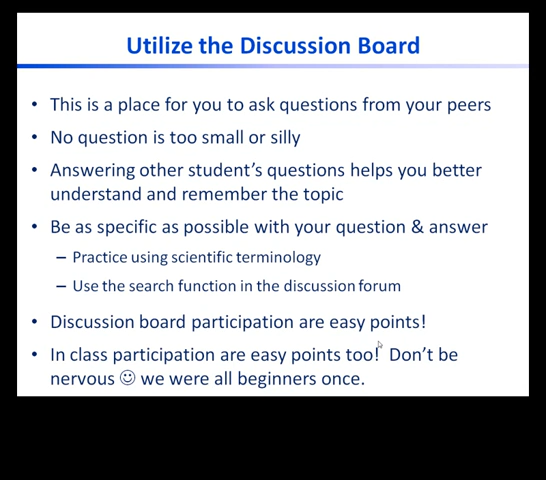 Utilize the Discussion Board
• This is a place for you to ask questions from your peers
• No question is too small or silly
• Answering other student's questions helps you better
understand and remember the topic
• Be as specific as possible with your question & answer
– Practice using scientific terminology
– Use the search function in the discussion forum
• Discussion board participation are easy points!
• In class participation are easy points too! Don't be
nervous ☺ we were all beginners once.